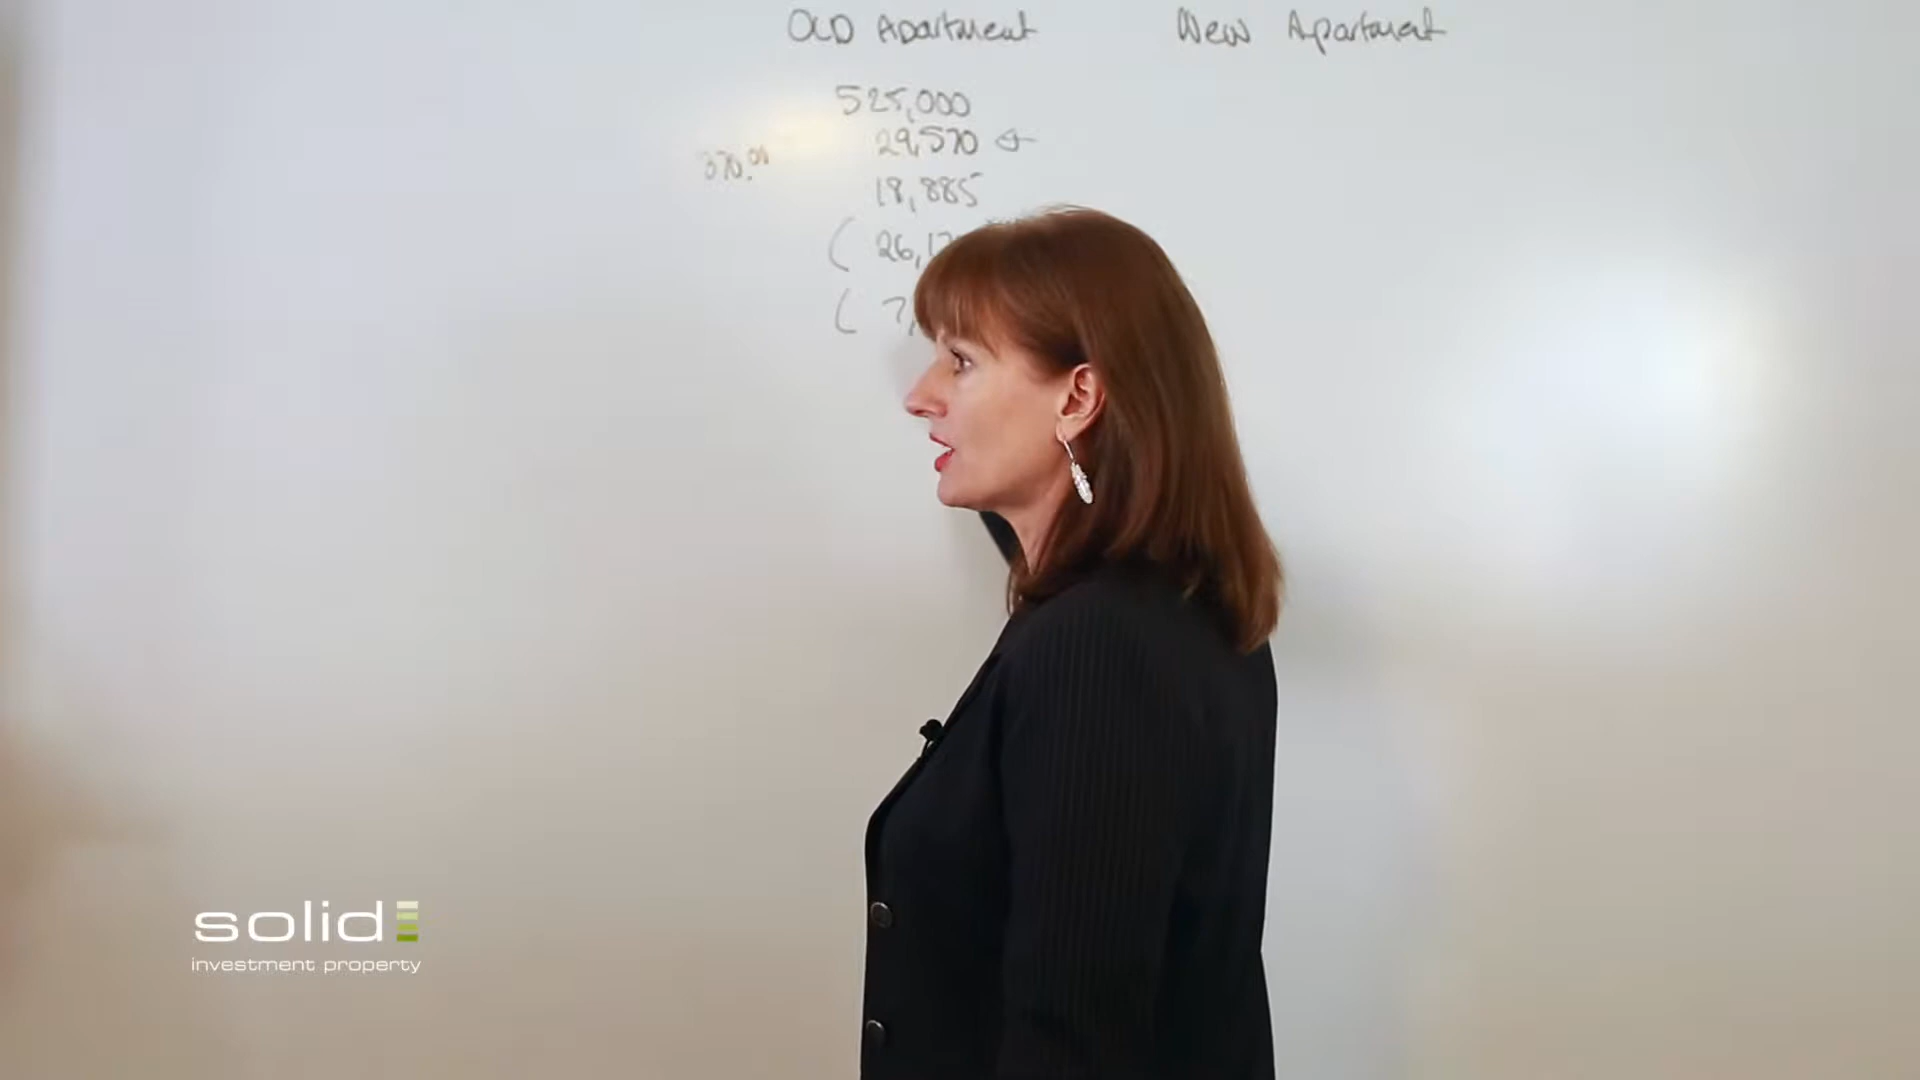 OLD Apartment
New Apartment
525,000
29,570
370.00
18,885
( 26,1
( 7,
solid
investment property